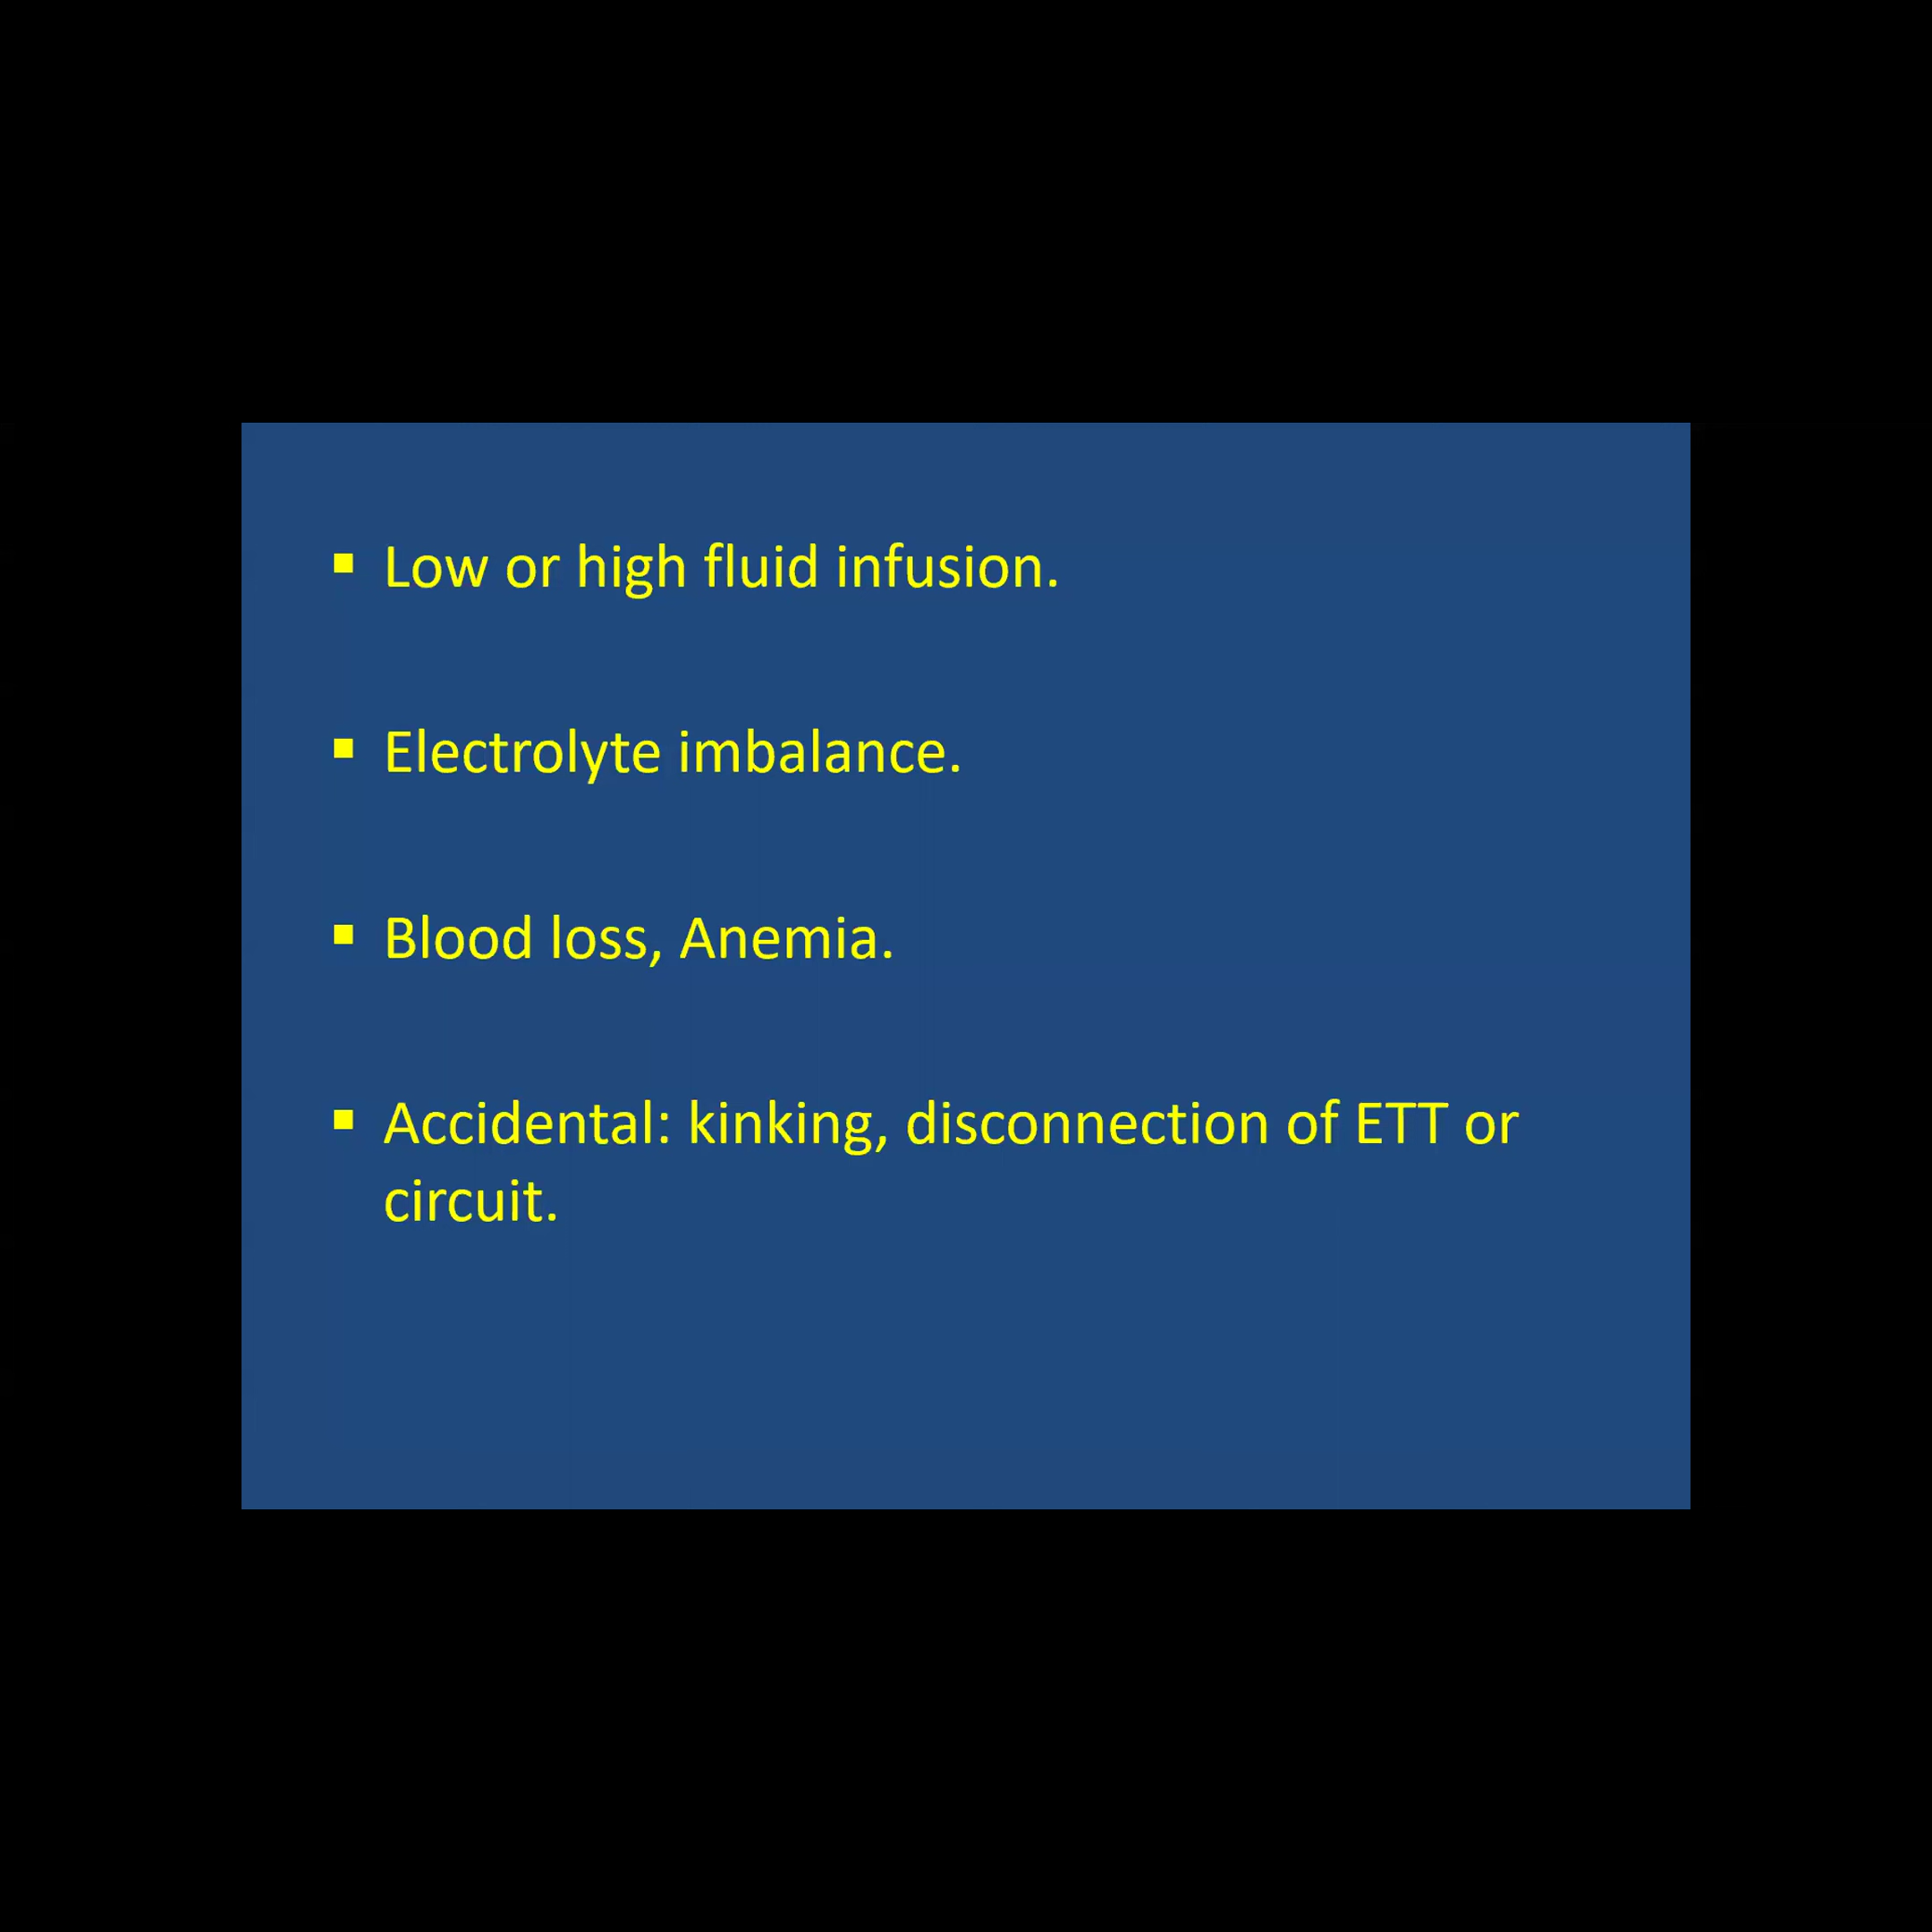 ▪ Low or high fluid infusion.
▪ Electrolyte imbalance.
▪ Blood loss, Anemia.
▪ Accidental: kinking, disconnection of ETT or
circuit.